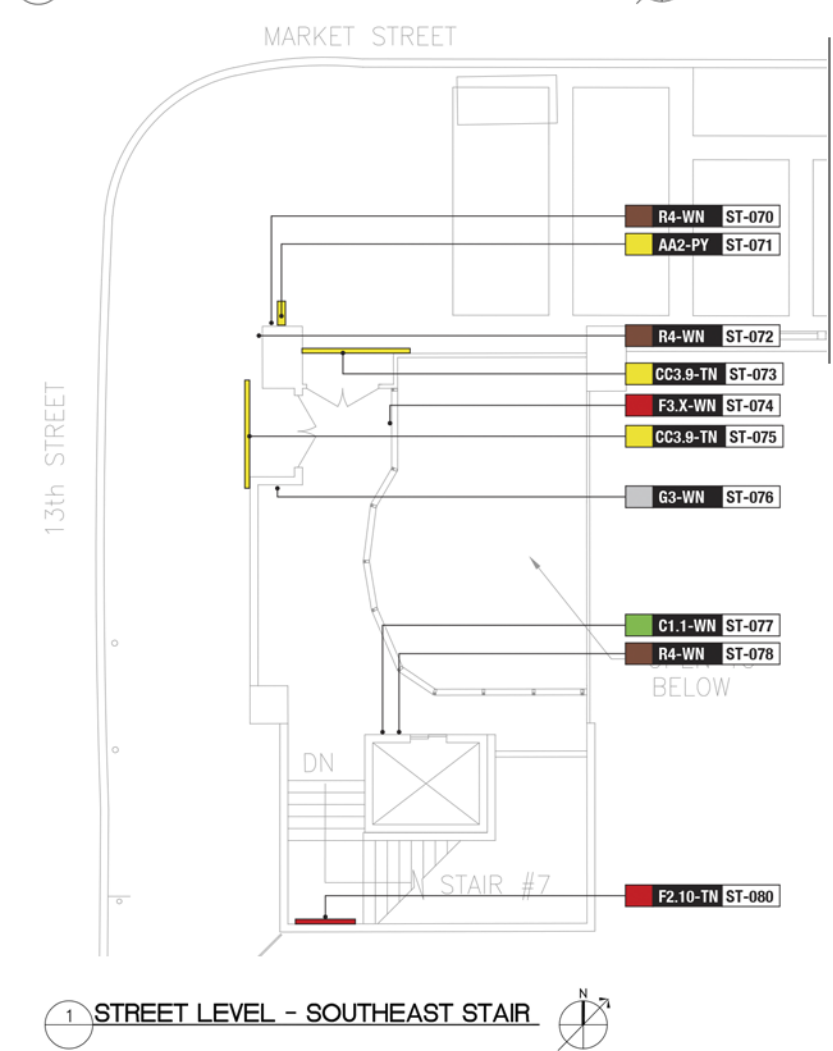 MARKET STREET
R4-WN ST-070
AA2-PY ST-071
R4-WN ST-072
CC3.9-TN ST-073
F3.X-WN ST-074
CC3.9-TN ST-075
13th STREET
G3-WN ST-076
C1.1-WN ST-077
R4-WN ST-078
BELOW
DN
STAIR #7
F2.10-TN ST-080
1 STREET LEVEL - SOUTHEAST STAIR
N